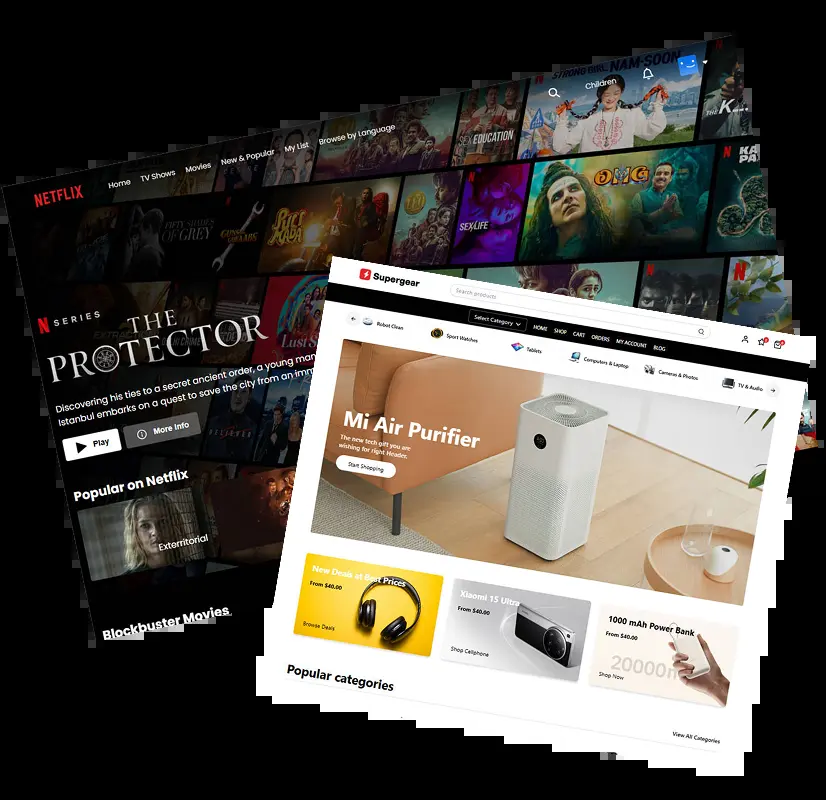 STRONG GIRL NAM-SOON
Children
THE K...
NETFLIX
Home
TV Shows
Movies
New & Popular
My List
Browse by Language
SEX EDUCATION
FIFTY SHADES OF GREY
GUNS & GULAABS
SEX/LIFE
OMG
N SERIES
THE PROTECTOR
Discovering his ties to a secret ancient order, a young man
Istanbul embarks on a quest to save the city from an imm
Play
More Info
Popular on Netflix
Exterritorial
Blockbuster Movies
Supergear
Search products
Select Category
HOME
SHOP
CART
ORDERS
MY ACCOUNT
BLOG
Robot Clean
Sport Watches
Tablets
Computers & Laptop
Cameras & Photos
TV & Audio
Mi Air Purifier
The new tech gift you are
wishing for right Header.
Start Shopping
New Deals at Best Prices
From $40.00
Browse Deals
Xiaomi 15 Ultra
From $40.00
Shop Cellphone
1000 mAh Power Bank
From $40.00
20000m
Shop Now
Popular categories
View All Categories